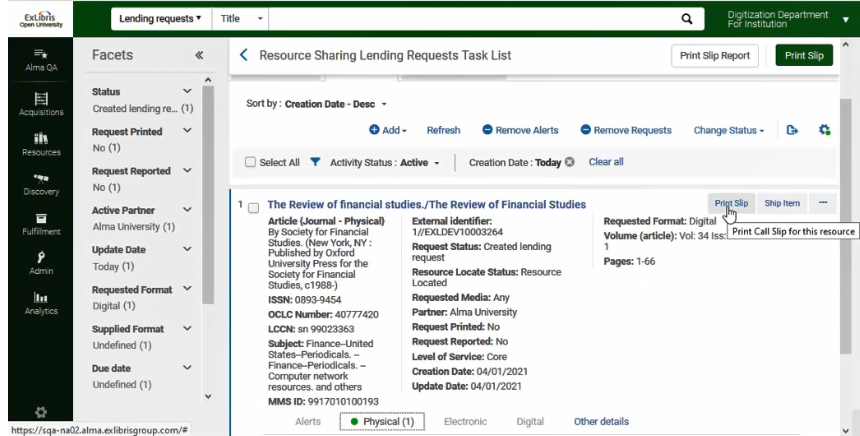 ExLibris
Open University
Lending requests ▾
Title
Digitization Department
For Institution
Alma QA
Acquisitions
Resources
Discovery
Fulfillment
Admin
Analytics
Facets
«
Status
Created lending re... (1)
Request Printed
No (1)
Request Reported
No (1)
Active Partner
Alma University (1)
Update Date
Today (1)
Requested Format
Digital (1)
Supplied Format
Undefined (1)
Due date
Undefined (1)
Resource Sharing Lending Requests Task List
Print Slip Report
Print Slip
Sort by : Creation Date - Desc
Add
Refresh
Remove Alerts
Remove Requests
Change Status
Select All
Activity Status : Active
Creation Date : Today
Clear all
1
The Review of financial studies./The Review of Financial Studies
Print Slip
Ship Item
...
Article (Journal - Physical)
By Society for Financial
Studies. (New York, NY :
Published by Oxford
University Press for the
Society for Financial
Studies, c1988-)
ISSN: 0893-9454
OCLC Number: 40777420
LCCN: sn 99023363
Subject: Finance--United
States--Periodicals. --
Finance--Periodicals. --
Computer network
resources. and others
MMS ID: 9917010100193
External identifier:
1//EXLDEV10003264
Request Status: Created lending
request
Resource Locate Status: Resource
Located
Requested Media: Any
Partner: Alma University
Request Printed: No
Request Reported: No
Level of Service: Core
Creation Date: 04/01/2021
Update Date: 04/01/2021
Requested Format: Digital
Volume (article): Vol: 34 Iss:
1
Pages: 1-66
Print Call Slip for this resource
Alerts
Physical (1)
Electronic
Digital
Other details
https://sqa-na02.alma.exlibrisgroup.com/#